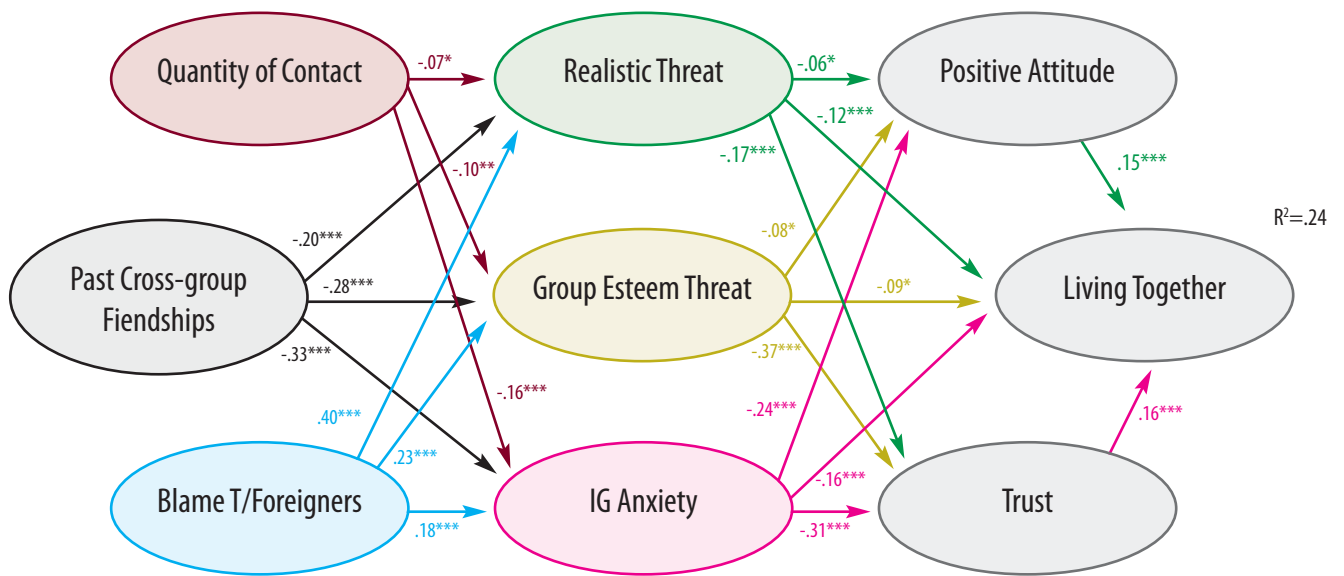 Quantity of Contact
-.07*
Realistic Threat
-.06*
Positive Attitude
-.12***
-.17***
-.10**
.15***
R²=.24
-.20***
-.08*
Past Cross-group
Fiendships
-.28***
Group Esteem Threat
-.09*
Living Together
-.33***
-.37***
-.16***
.40***
-.24***
.16***
.23***
-.16***
Blame T/Foreigners
.18***
IG Anxiety
-.31***
Trust